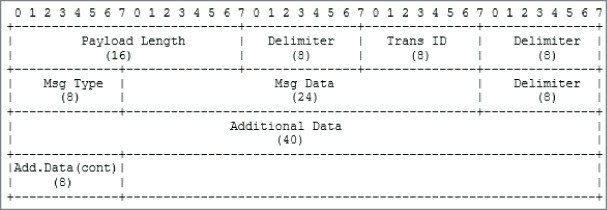 0 1 2 3 4 5 6 7 0 1 2 3 4 5 6 7 0 1 2 3 4 5 6 7 0 1 2 3 4 5 6 7 0 1 2 3 4 5 6 7
Payload Length | Delimiter | Trans ID | Delimiter
(16) | (8) | (8) | (8)
Msg Type | Msg Data | Delimiter
(8) | (24) | (8)
Additional Data
(40)
Add.Data(cont)
(8)